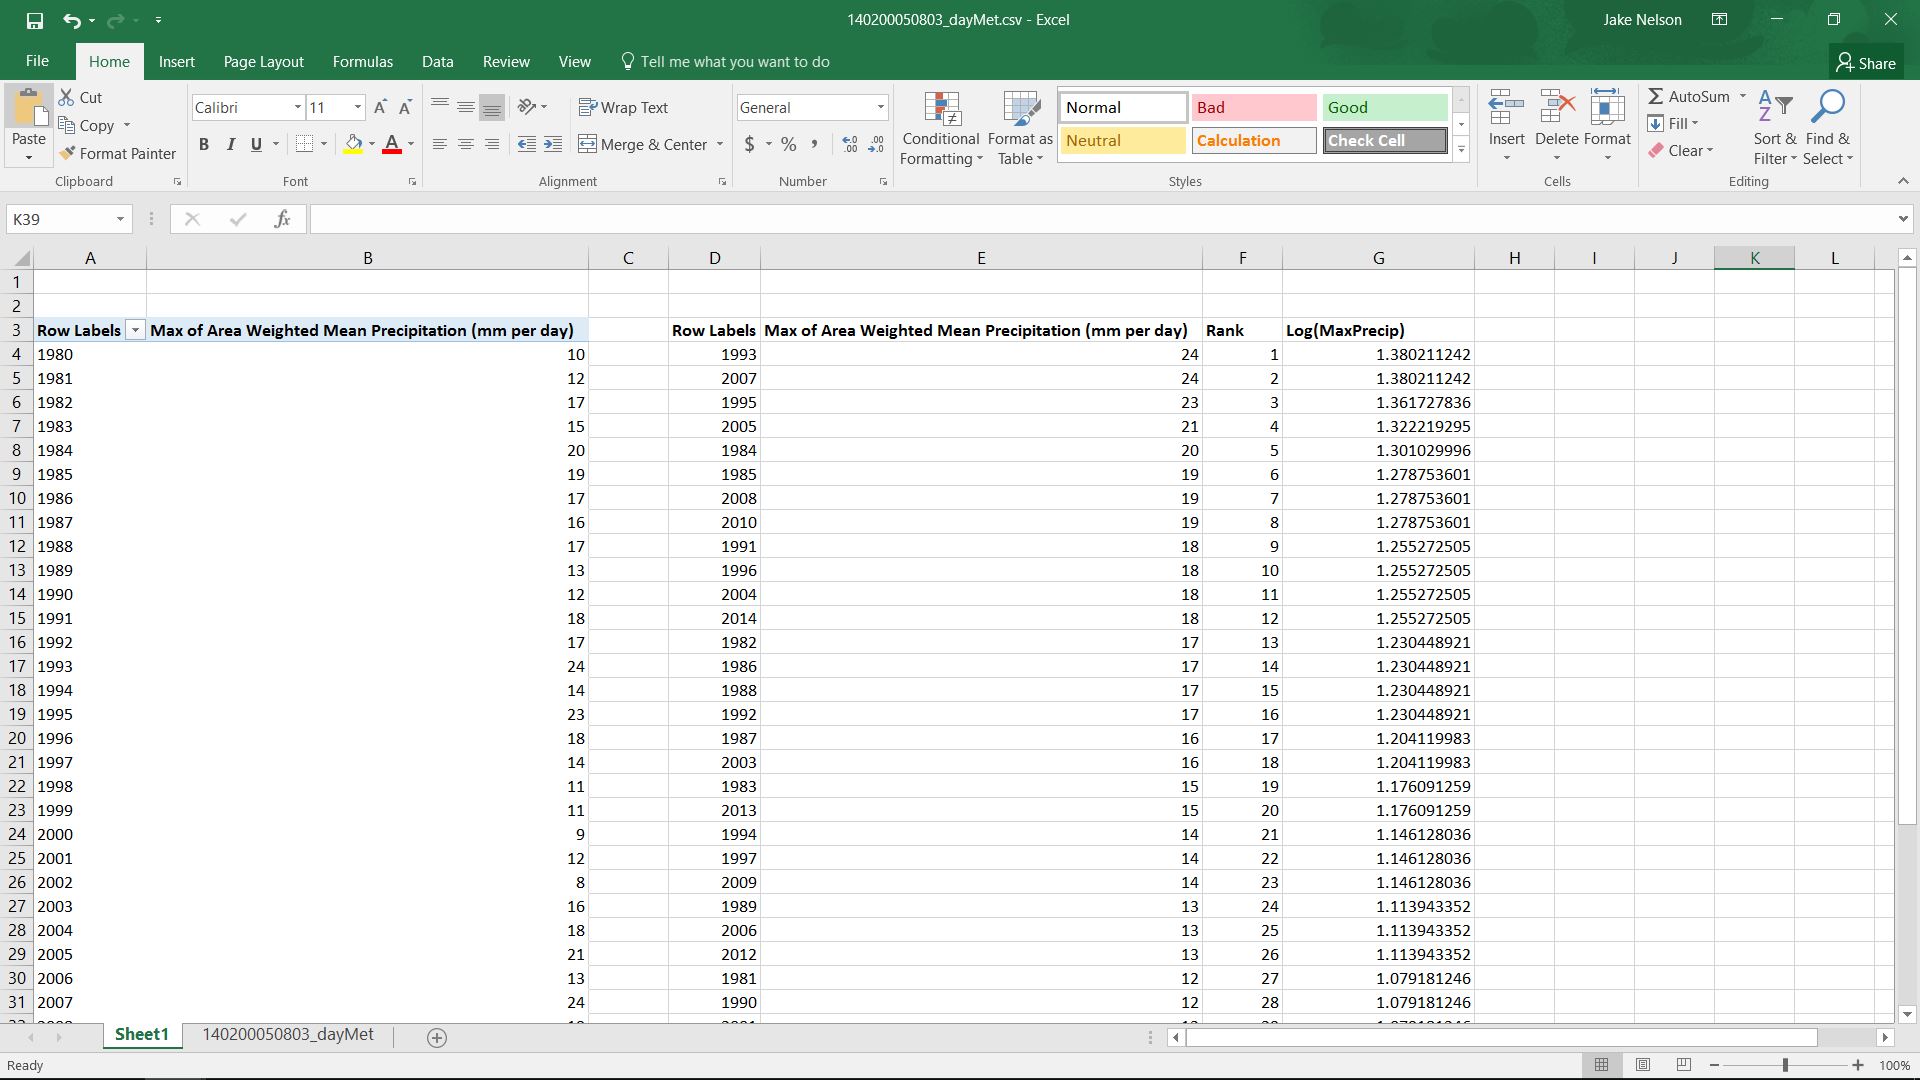 140200050803_dayMet.csv - Excel
Jake Nelson
File Home Insert Page Layout Formulas Data Review View Tell me what you want to do Share
Paste Cut Copy Format Painter
Clipboard
Calibri 11
B I U A
Font
Wrap Text
Merge & Center
Alignment
General
$ % ,
Number
Conditional Formatting
Format as Table
Normal Bad Good
Neutral Calculation Check Cell
Styles
Insert Delete Format
Cells
AutoSum
Fill
Clear
Sort & Filter
Find & Select
Editing
K39 fx
A B C D E F G H I J K L
1
2
3 Row Labels Max of Area Weighted Mean Precipitation (mm per day) Row Labels Max of Area Weighted Mean Precipitation (mm per day) Rank Log(MaxPrecip)
4 1980 10 1993 24 1 1.380211242
5 1981 12 2007 24 2 1.380211242
6 1982 17 1995 23 3 1.361727836
7 1983 15 2005 21 4 1.322219295
8 1984 20 1984 20 5 1.301029996
9 1985 19 1985 19 6 1.278753601
10 1986 17 2008 19 7 1.278753601
11 1987 16 2010 19 8 1.278753601
12 1988 17 1991 18 9 1.255272505
13 1989 13 1996 18 10 1.255272505
14 1990 12 2004 18 11 1.255272505
15 1991 18 2014 18 12 1.255272505
16 1992 17 1982 17 13 1.230448921
17 1993 24 1986 17 14 1.230448921
18 1994 14 1988 17 15 1.230448921
19 1995 23 1992 17 16 1.230448921
20 1996 18 1987 16 17 1.204119983
21 1997 14 2003 16 18 1.204119983
22 1998 11 1983 15 19 1.176091259
23 1999 11 2013 15 20 1.176091259
24 2000 9 1994 14 21 1.146128036
25 2001 12 1997 14 22 1.146128036
26 2002 8 2009 14 23 1.146128036
27 2003 16 1989 13 24 1.113943352
28 2004 18 2006 13 25 1.113943352
29 2005 21 2012 13 26 1.113943352
30 2006 13 1981 12 27 1.079181246
31 2007 24 1990 12 28 1.079181246
Sheet1 140200050803_dayMet
Ready 100%